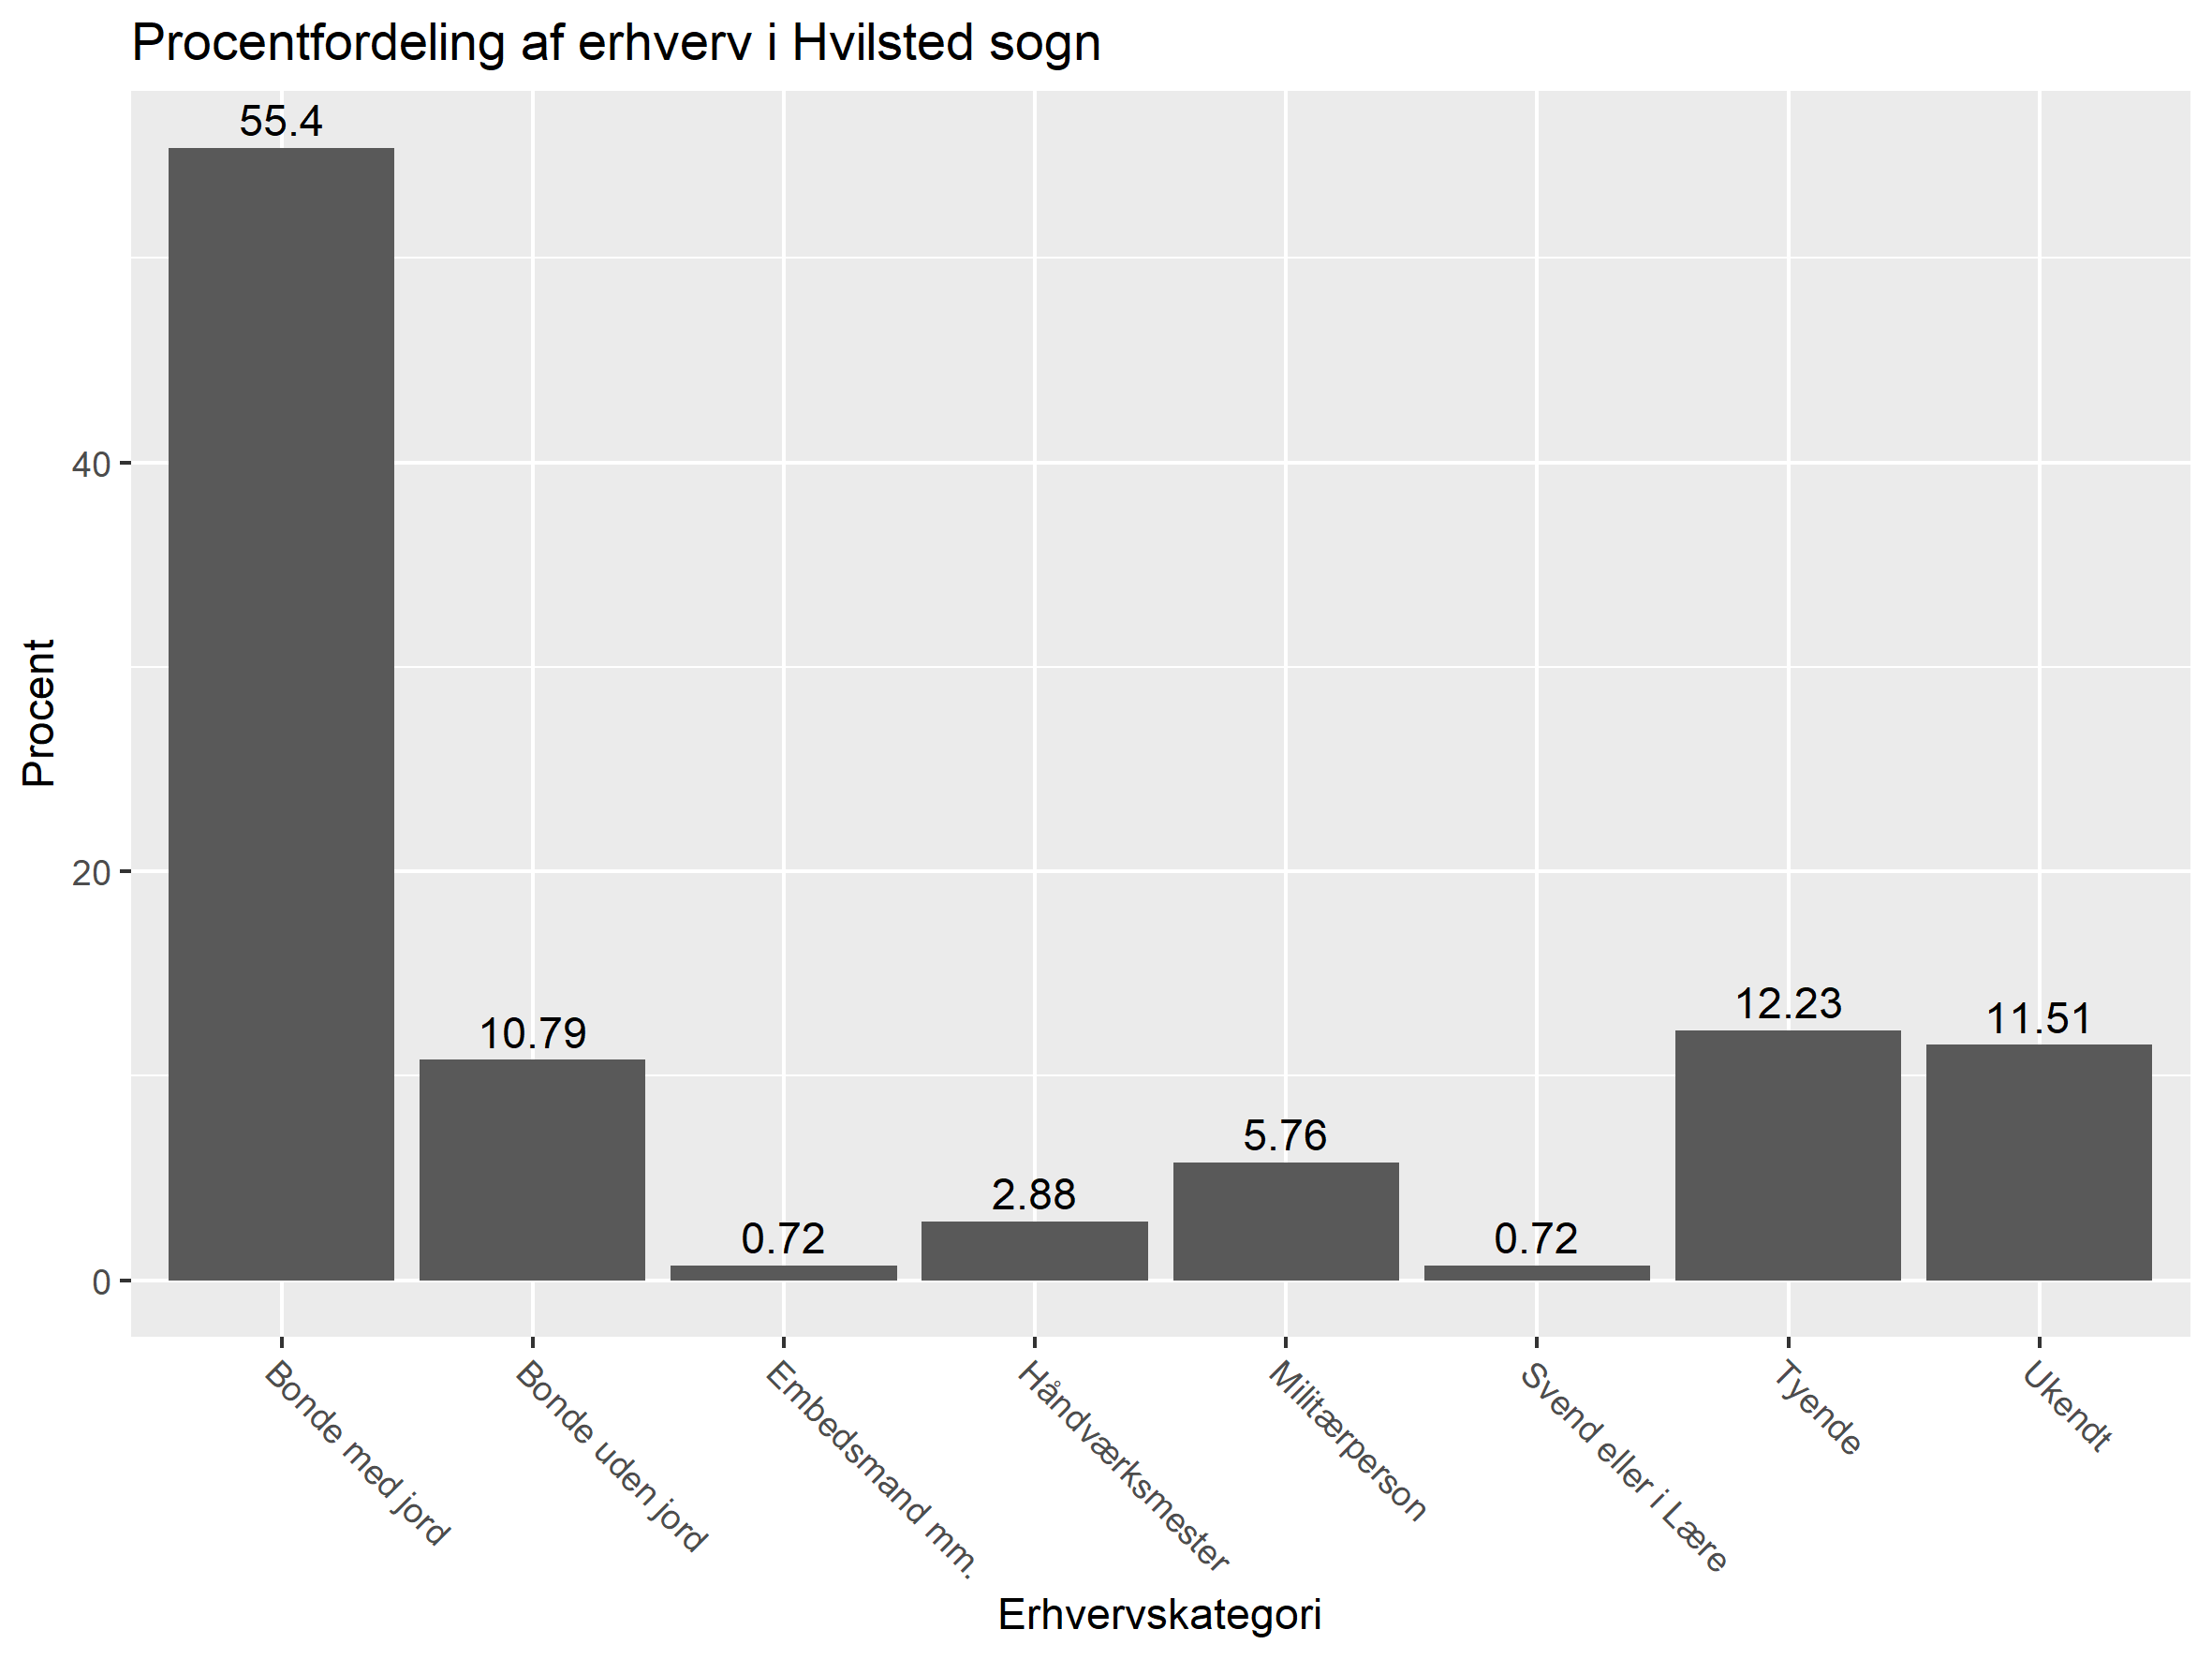 Procentfordeling af erhverv i Hvilsted sogn
55.4
10.79
0.72
2.88
5.76
0.72
12.23
11.51
40
20
0
Procent
Bonde med jord
Bonde uden jord
Embedsmand mm.
Håndværksmester
Militærperson
Svend eller i Lære
Tyende
Ukendt
Erhvervskategori